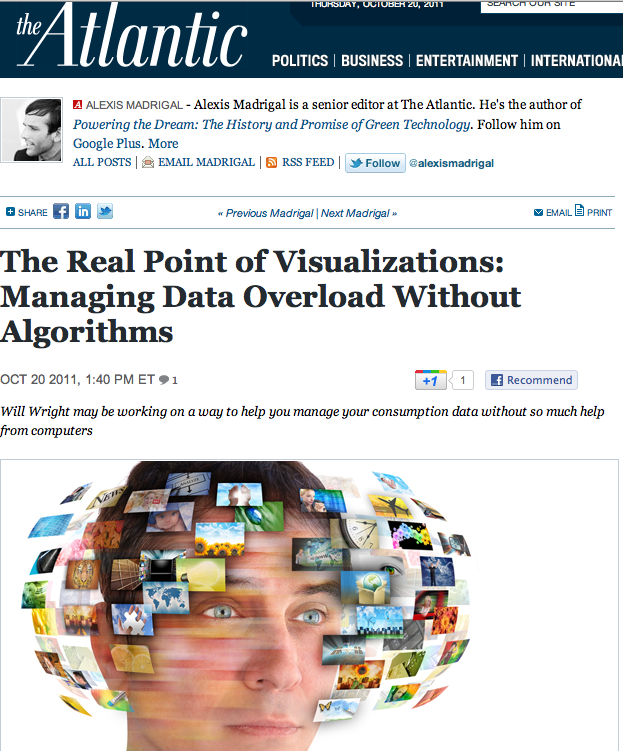 the Atlantic
THURSDAY, OCTOBER 20, 2011
SEARCH OUR SITE
POLITICS | BUSINESS | ENTERTAINMENT | INTERNATIONA
ALEXIS MADRIGAL - Alexis Madrigal is a senior editor at The Atlantic. He's the author of
Powering the Dream: The History and Promise of Green Technology. Follow him on
Google Plus. More
ALL POSTS | EMAIL MADRIGAL | RSS FEED | Follow @alexismadrigal
SHARE « Previous Madrigal | Next Madrigal » EMAIL PRINT
The Real Point of Visualizations:
Managing Data Overload Without
Algorithms
OCT 20 2011, 1:40 PM ET 1 +1 1 Recommend
Will Wright may be working on a way to help you manage your consumption data without so much help
from computers
NEWS